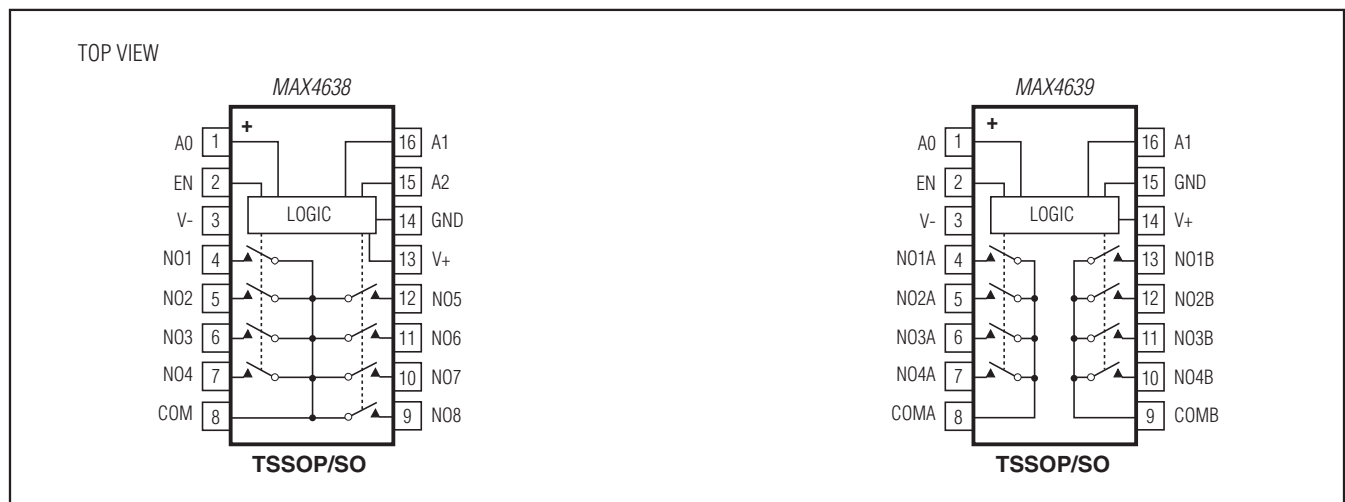 TOP VIEW
MAX4638
+
A0 1 16 A1
EN 2 15 A2
LOGIC
V- 3 14 GND
NO1 4 13 V+
NO2 5 12 NO5
NO3 6 11 NO6
NO4 7 10 NO7
COM 8 9 NO8
TSSOP/SO
MAX4639
+
A0 1 16 A1
EN 2 15 GND
LOGIC
V- 3 14 V+
NO1A 4 13 NO1B
NO2A 5 12 NO2B
NO3A 6 11 NO3B
NO4A 7 10 NO4B
COMA 8 9 COMB
TSSOP/SO